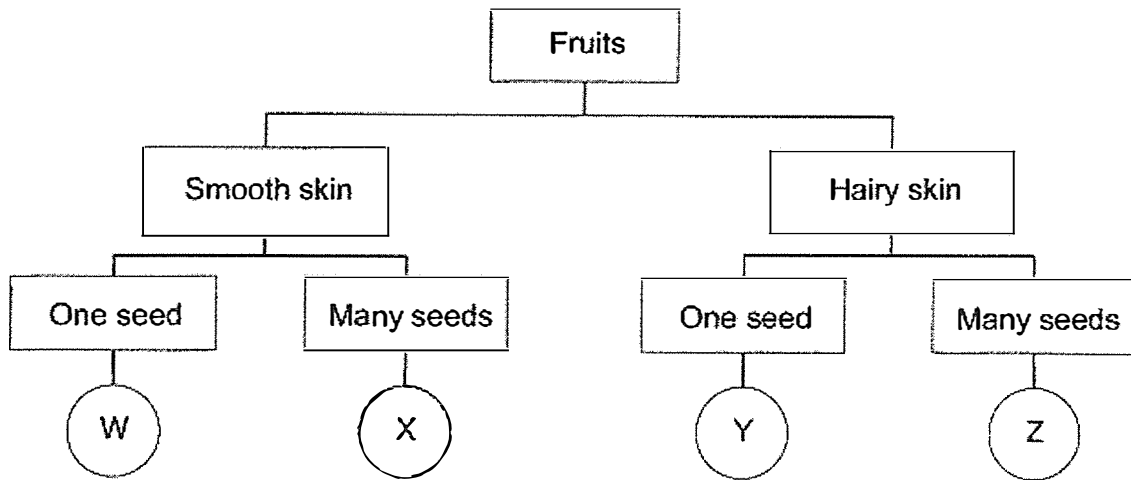 Fruits
Smooth skin
Hairy skin
One seed
Many seeds
One seed
Many seeds
W
X
Y
Z